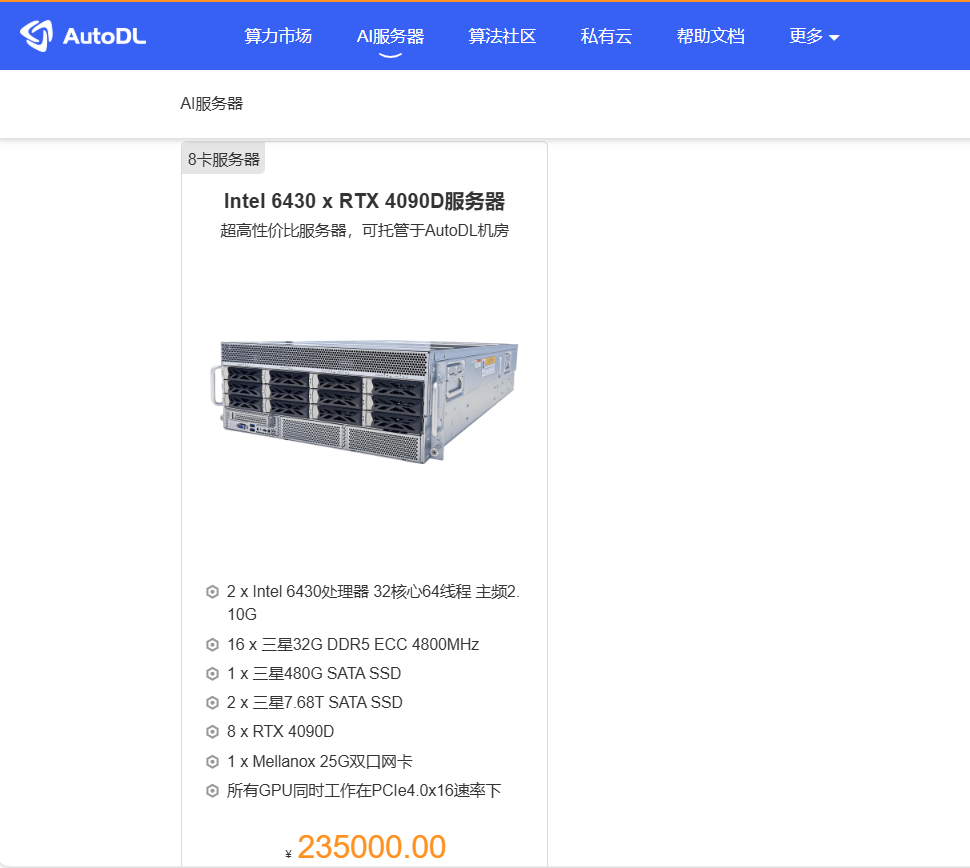 AutoDL
算力市场
AI服务器
算法社区
私有云
帮助文档
更多
AI服务器
8卡服务器
Intel 6430 x RTX 4090D服务器
超高性价比服务器，可托管于AutoDL机房
2 x Intel 6430处理器 32核心64线程 主频2.
10G
16 x 三星32G DDR5 ECC 4800MHz
1 x 三星480G SATA SSD
2 x 三星7.68T SATA SSD
8 x RTX 4090D
1 x Mellanox 25G双口网卡
所有GPU同时工作在PCIe4.0x16速率下
¥ 235000.00